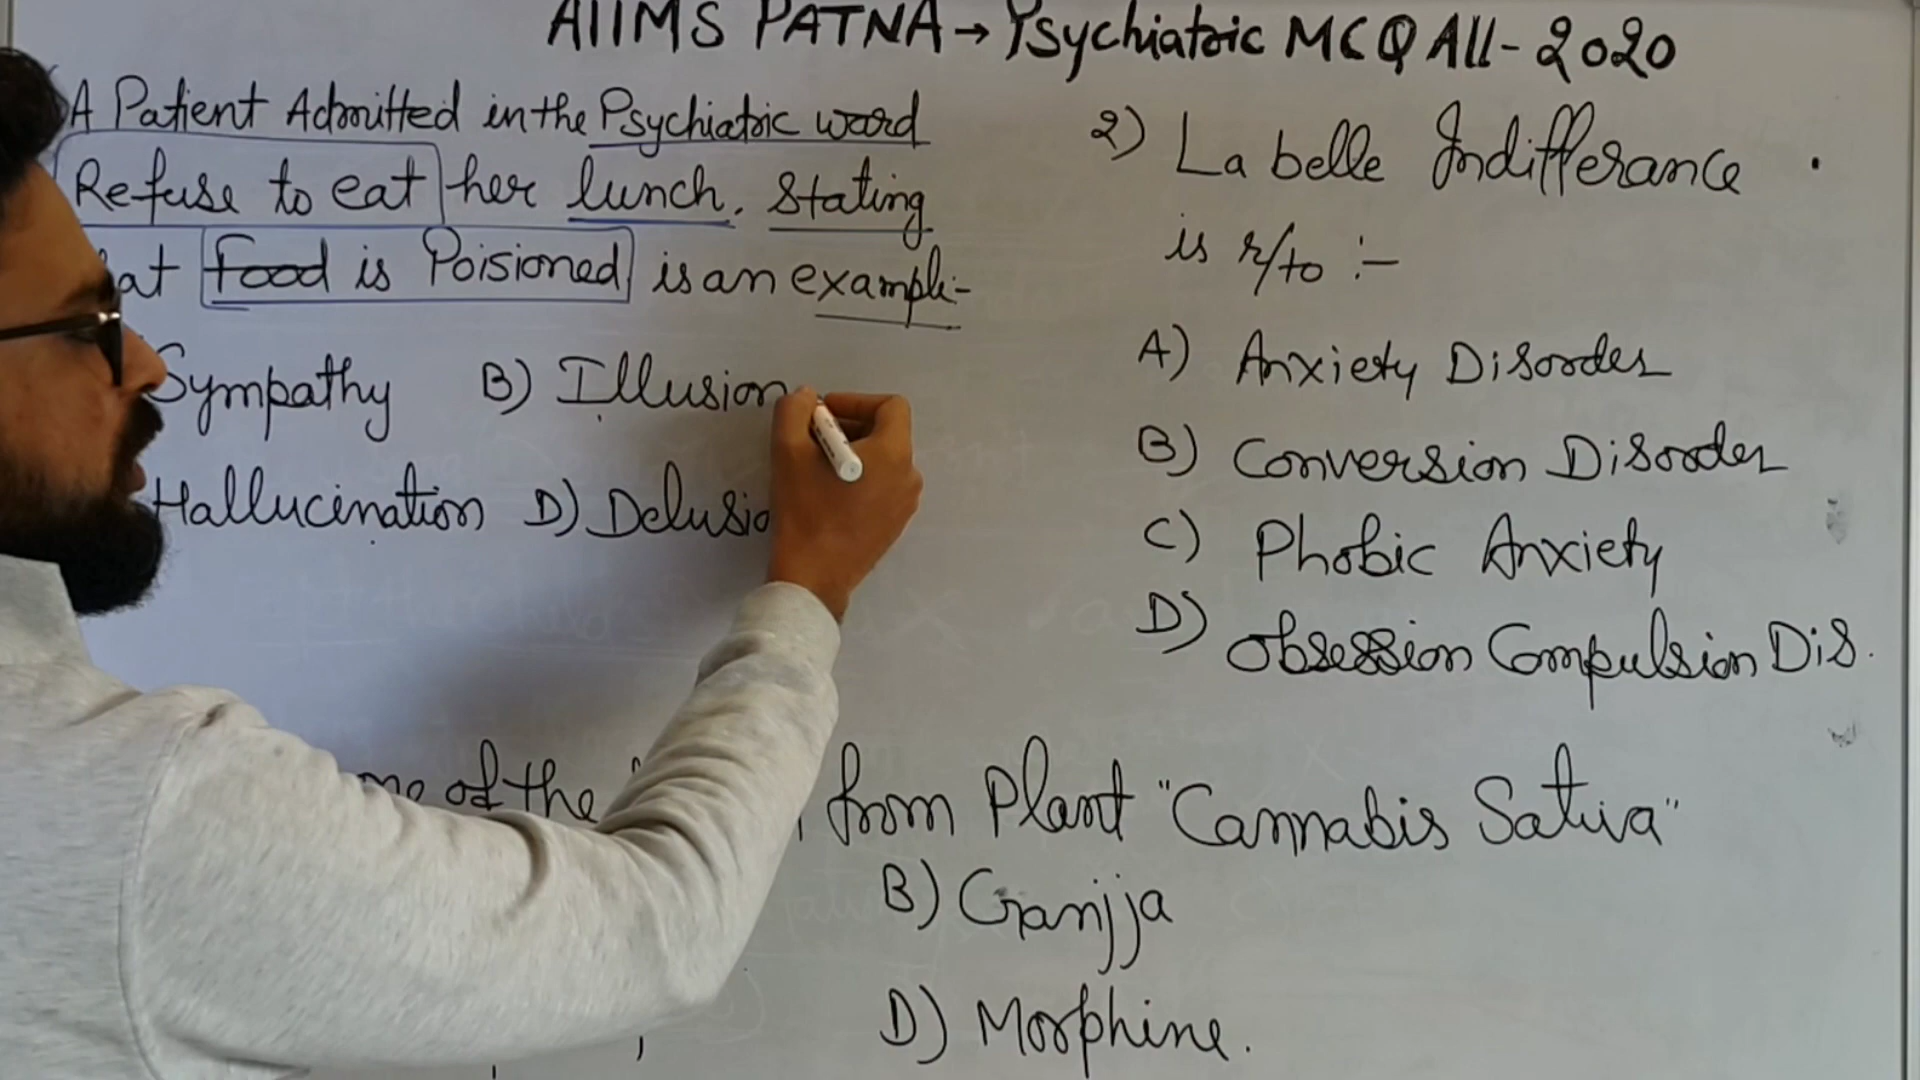 AIIMS PATNA → Psychiatric MCQ All - 2020
A Patient Admitted in the Psychiatric ward
Refuse to eat her lunch. Stating
at Food is Poisioned is an example:-
Sympathy B) Illusion
Hallucination D) Delusio
2) La belle Indifferance
is r/to :-
A) Anxiety Disorder
B) Conversion Disorder
C) Phobic Anxiety
D) Obsession Compulsion Dis.
of the from Plant "Cannabis Sativa"
B) Ganjja
D) Morphine.